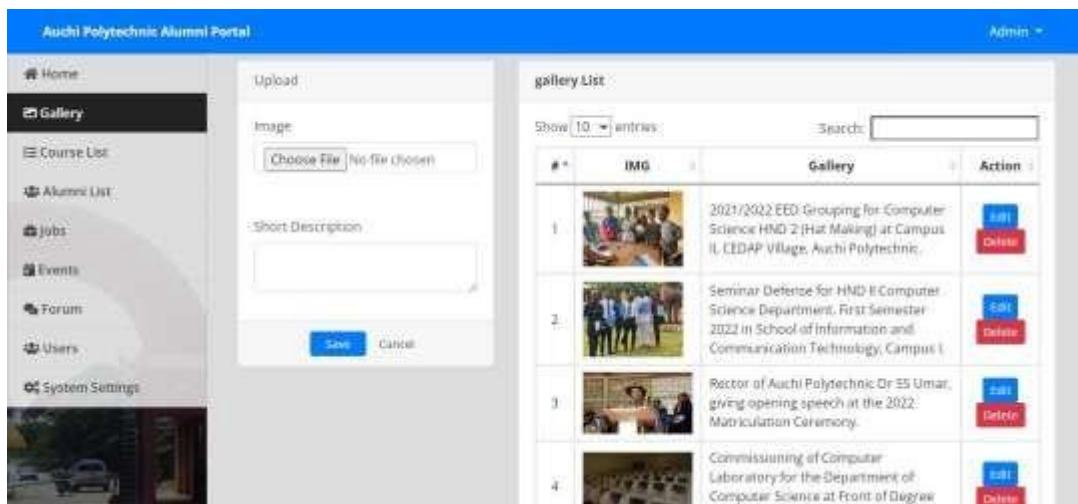 Auchi Polytechnic Alumni Portal
Admin
Home
Gallery
Course List
Alumni List
Jobs
Events
Forum
Users
System Settings
Upload
Image
Choose File No file chosen
Short Description
Save Cancel
gallery List
Show 10 entries
Search:
# IMG Gallery Action
1
2021/2022 EED Grouping for Computer
Science HND 2 (Hat Making) at Campus
II, CEDAP Village, Auchi Polytechnic.
Edit
Delete
2
Seminar Defense for HND II Computer
Science Department, First Semester
2022 in School of Information and
Communication Technology, Campus I.
Edit
Delete
3
Rector of Auchi Polytechnic Dr SS Umar,
giving opening speech at the 2022
Matriculation Ceremony.
Edit
Delete
4
Commissioning of Computer
Laboratory for the Department of
Computer Science at Front of Degree
Edit
Delete